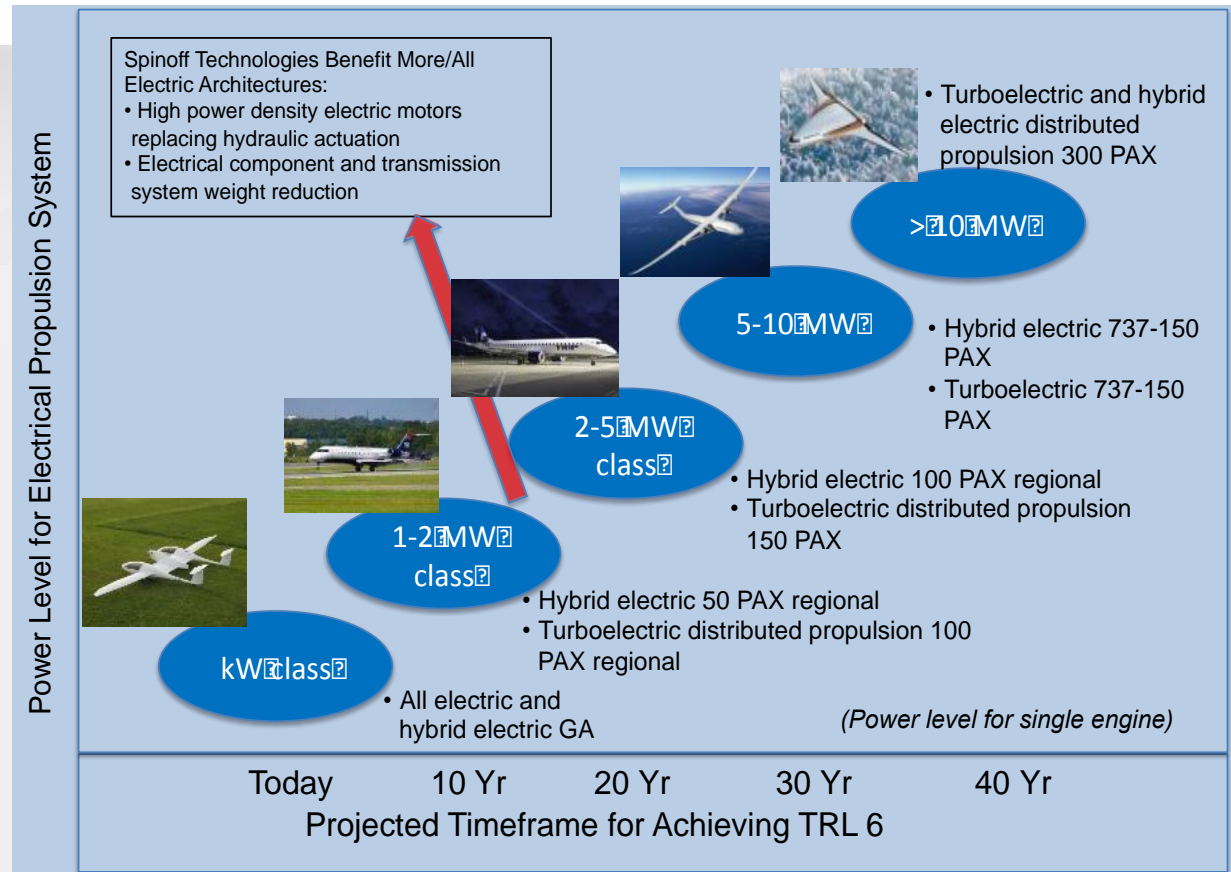 Power Level for Electrical Propulsion System
Spinoff Technologies Benefit More/All
Electric Architectures:
• High power density electric motors
replacing hydraulic actuation
• Electrical component and transmission
system weight reduction
• Turboelectric and hybrid
electric distributed
propulsion 300 PAX
>⍰10⍰MW⍰
5-10⍰MW⍰
• Hybrid electric 737-150
PAX
• Turboelectric 737-150
PAX
2-5⍰MW⍰
class⍰
• Hybrid electric 100 PAX regional
• Turboelectric distributed propulsion
150 PAX
1-2⍰MW⍰
class⍰
• Hybrid electric 50 PAX regional
• Turboelectric distributed propulsion 100
PAX regional
kW⍰class⍰
• All electric and
hybrid electric GA
(Power level for single engine)
Today 10 Yr 20 Yr 30 Yr 40 Yr
Projected Timeframe for Achieving TRL 6